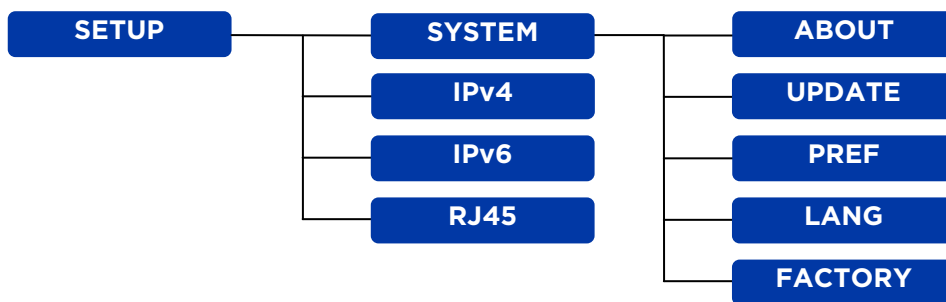 SETUP
SYSTEM
ABOUT
IPv4
UPDATE
IPv6
PREF
RJ45
LANG
FACTORY